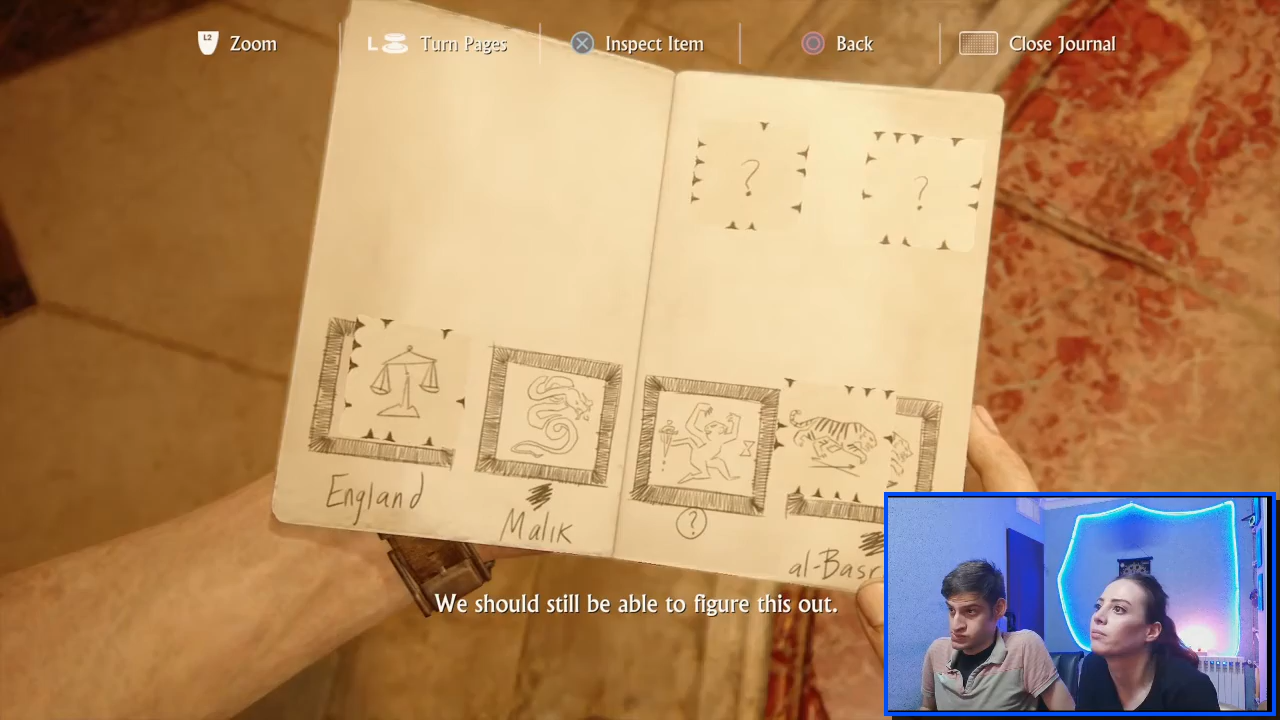 L2 Zoom
L Turn Pages
Inspect Item
Back
Close Journal
?
?
England
Malik
?
al-Basr
We should still be able to figure this out.